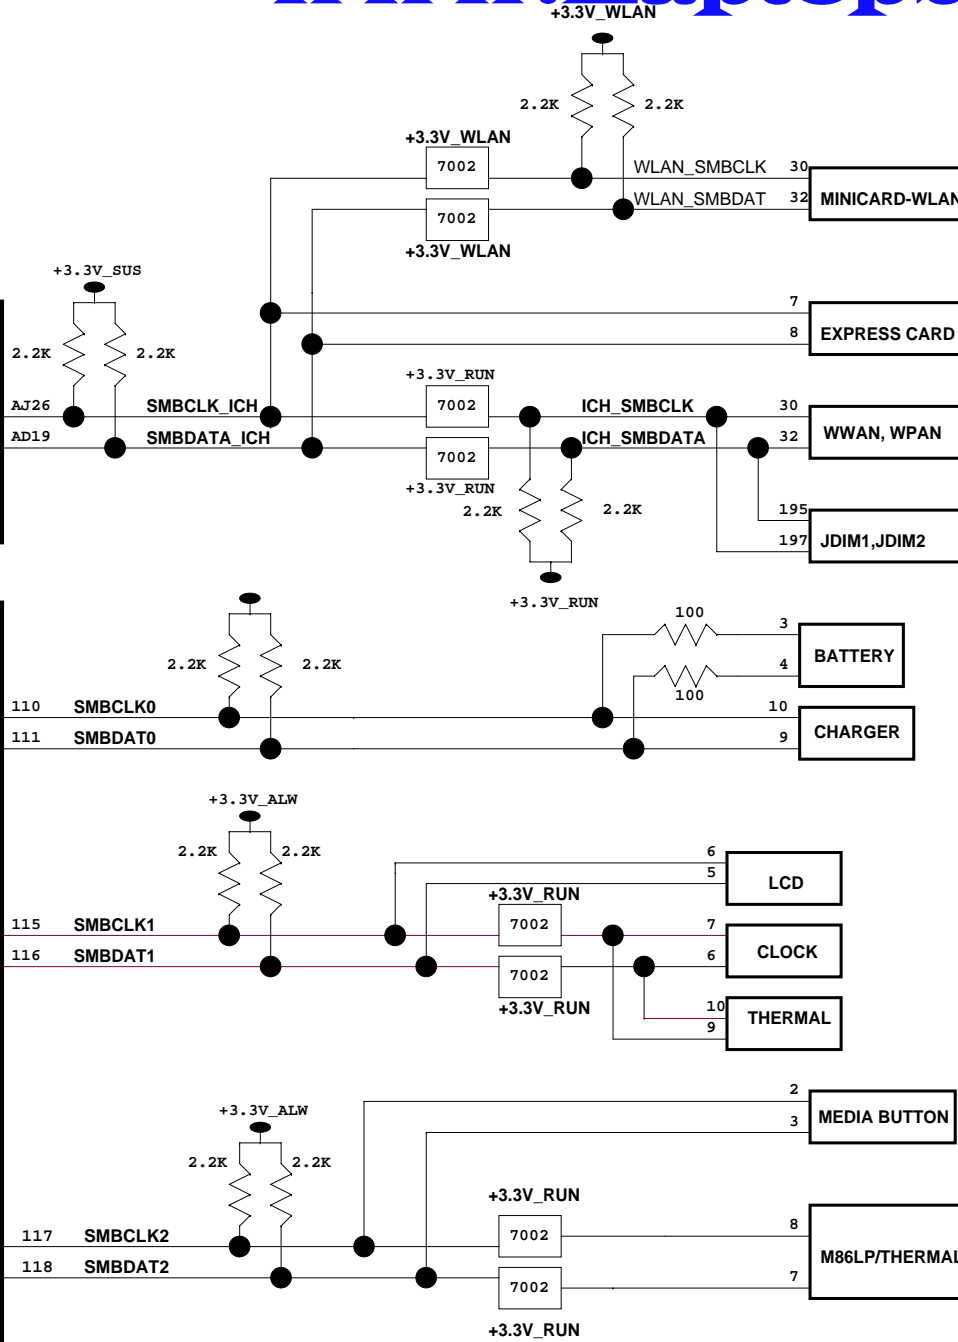 +3.3V_WLAN
2.2K 2.2K
+3.3V_WLAN
7002 WLAN_SMBCLK 30
WLAN_SMBDAT 32 MINICARD-WLAN
7002
+3.3V_WLAN
+3.3V_SUS
7
8 EXPRESS CARD
2.2K 2.2K
+3.3V_RUN
AJ26 SMBCLK_ICH 7002 ICH_SMBCLK 30
AD19 SMBDATA_ICH ICH_SMBDATA 32 WWAN, WPAN
7002
+3.3V_RUN
2.2K 2.2K 195
197 JDIM1,JDIM2
+3.3V_RUN
100 3
2.2K 2.2K 4 BATTERY
100
110 SMBCLK0 10
111 SMBDAT0 9 CHARGER
+3.3V_ALW
2.2K 2.2K 6
5 LCD
+3.3V_RUN
115 SMBCLK1 7002 7
116 SMBDAT1 6 CLOCK
7002
+3.3V_RUN 10 THERMAL
9
2
+3.3V_ALW 3 MEDIA BUTTON
2.2K 2.2K
+3.3V_RUN
117 SMBCLK2 7002 8
118 SMBDAT2 7 M86LP/THERMAL
7002
+3.3V_RUN